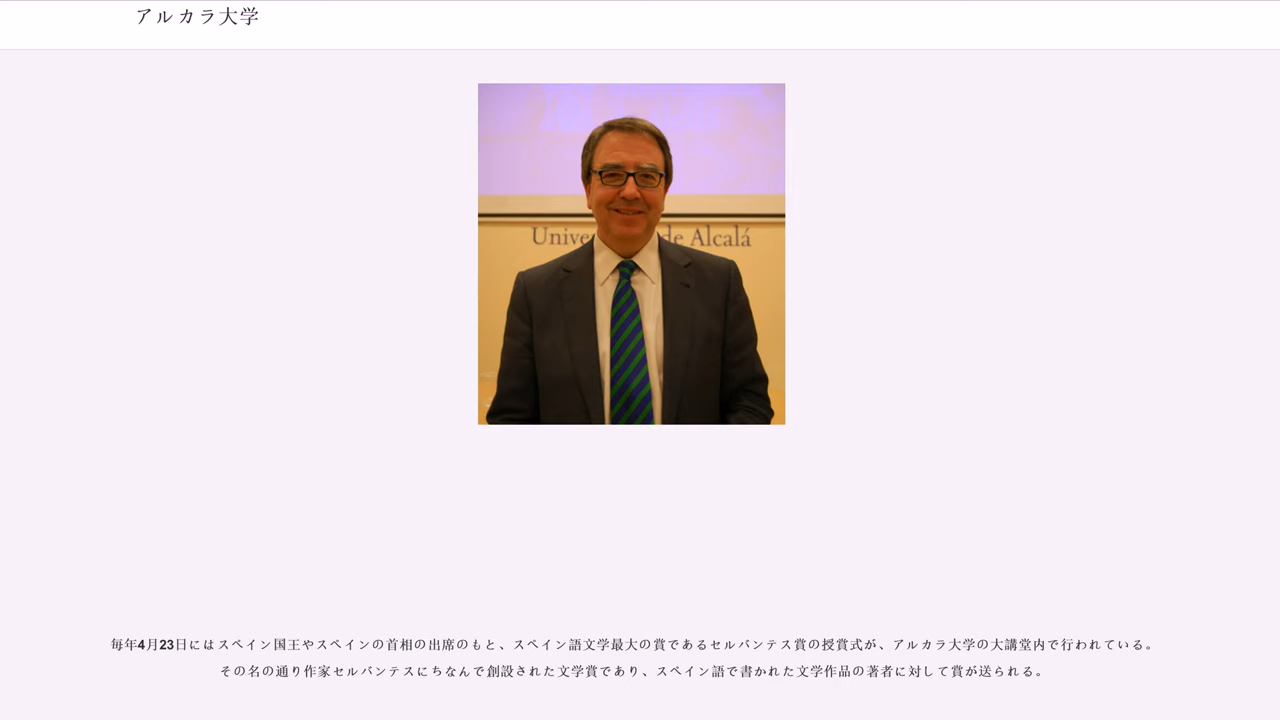 アルカラ大学
Unive de Alcalá
毎年4月23日にはスペイン国王やスペインの首相の出席のもと、スペイン語文学最大の賞であるセルバンテス賞の授賞式が、アルカラ大学の大講堂内で行われている。
その名の通り作家セルバンテスにちなんで創設された文学賞であり、スペイン語で書かれた文学作品の著者に対して賞が送られる。